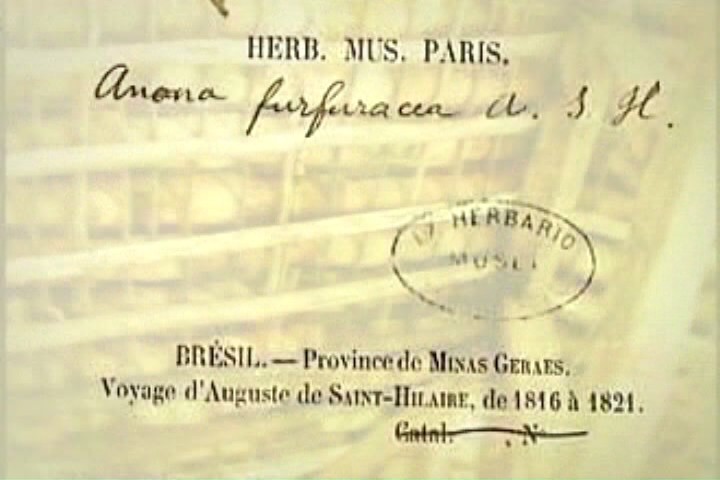 HERB. MUS. PARIS.
Anona furfuracea A. S. H.
HERBARIO
BRÉSIL. — Province de MINAS GERAES.
Voyage d'Auguste de SAINT-HILAIRE, de 1816 à 1821.
Catal. , N